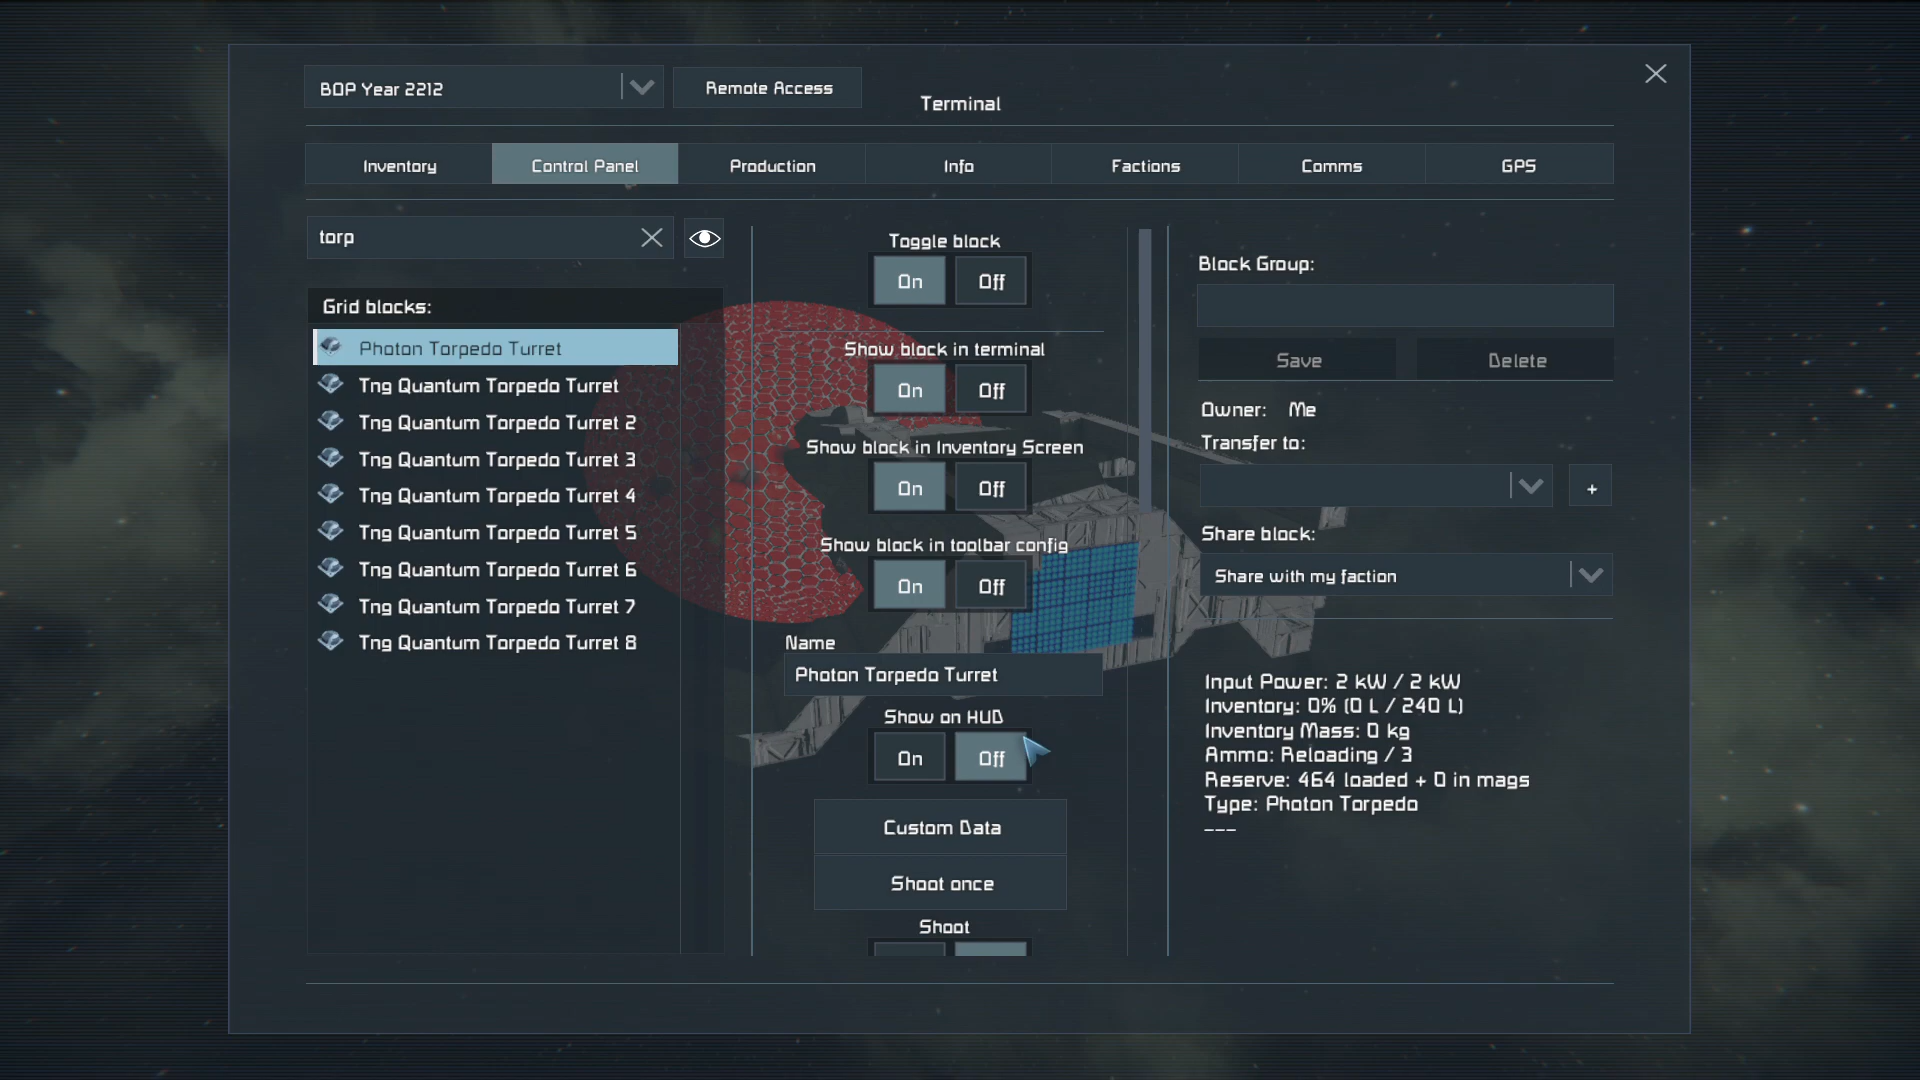 BOP Year 2212
Remote Access
Terminal
Inventory
Control Panel
Production
Info
Factions
Comms
GPS
torp
Grid blocks:
Photon Torpedo Turret
Tng Quantum Torpedo Turret
Tng Quantum Torpedo Turret 2
Tng Quantum Torpedo Turret 3
Tng Quantum Torpedo Turret 4
Tng Quantum Torpedo Turret 5
Tng Quantum Torpedo Turret 6
Tng Quantum Torpedo Turret 7
Tng Quantum Torpedo Turret 8
Toggle block
On Off
Show block in terminal
On Off
Show block in Inventory Screen
On Off
Show block in toolbar config
On Off
Name
Photon Torpedo Turret
Show on HUD
On Off
Custom Data
Shoot once
Shoot
Block Group:
Save Delete
Owner: Me
Transfer to:
+
Share block:
Share with my faction
Input Power: 2 kW / 2 kW
Inventory: 0% (0 L / 240 L)
Inventory Mass: 0 kg
Ammo: Reloading / 3
Reserve: 464 loaded + 0 in mags
Type: Photon Torpedo
---